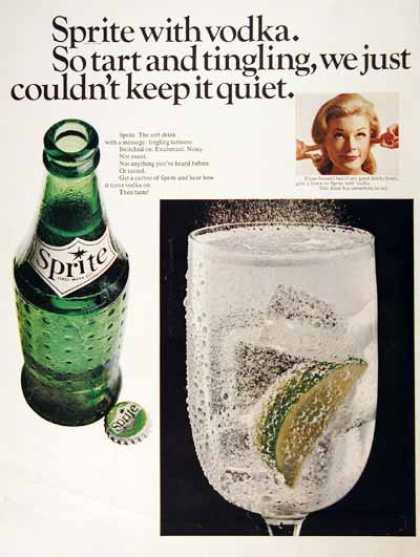 Sprite with vodka.
So tart and tingling, we just
couldn't keep it quiet.
Sprite. The soft drink
with a message: tingling tartness.
Switched on. Exuberant. Noisy.
Not sweet.
Not anything you've heard before.
Or tasted.
Get a carton of Sprite and hear how
it turns vodka on.
Then taste!
Sprite
Sprite